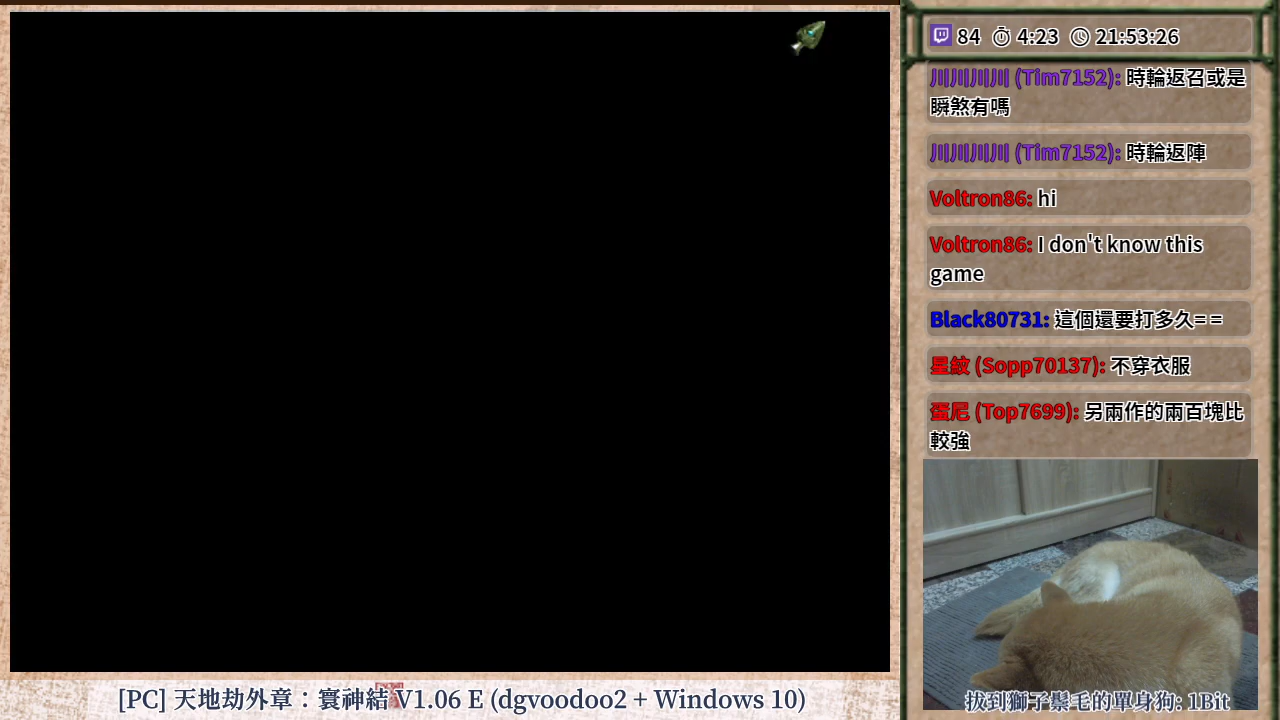 84 4:23 21:53:26
川川川川 (Tim7152): 時輪返召或是
瞬煞有嗎
川川川川 (Tim7152): 時輪返陣
Voltron86: hi
Voltron86: I don't know this
game
Black80731: 這個還要打多久==
星紋 (Sopp70137): 不穿衣服
蛋尼 (Top7699): 另兩作的兩百塊比
較強
拔到獅子鬃毛的單身狗: 1Bit
[PC] 天地劫外章：寰神結 V1.06 E (dgvoodoo2 + Windows 10)